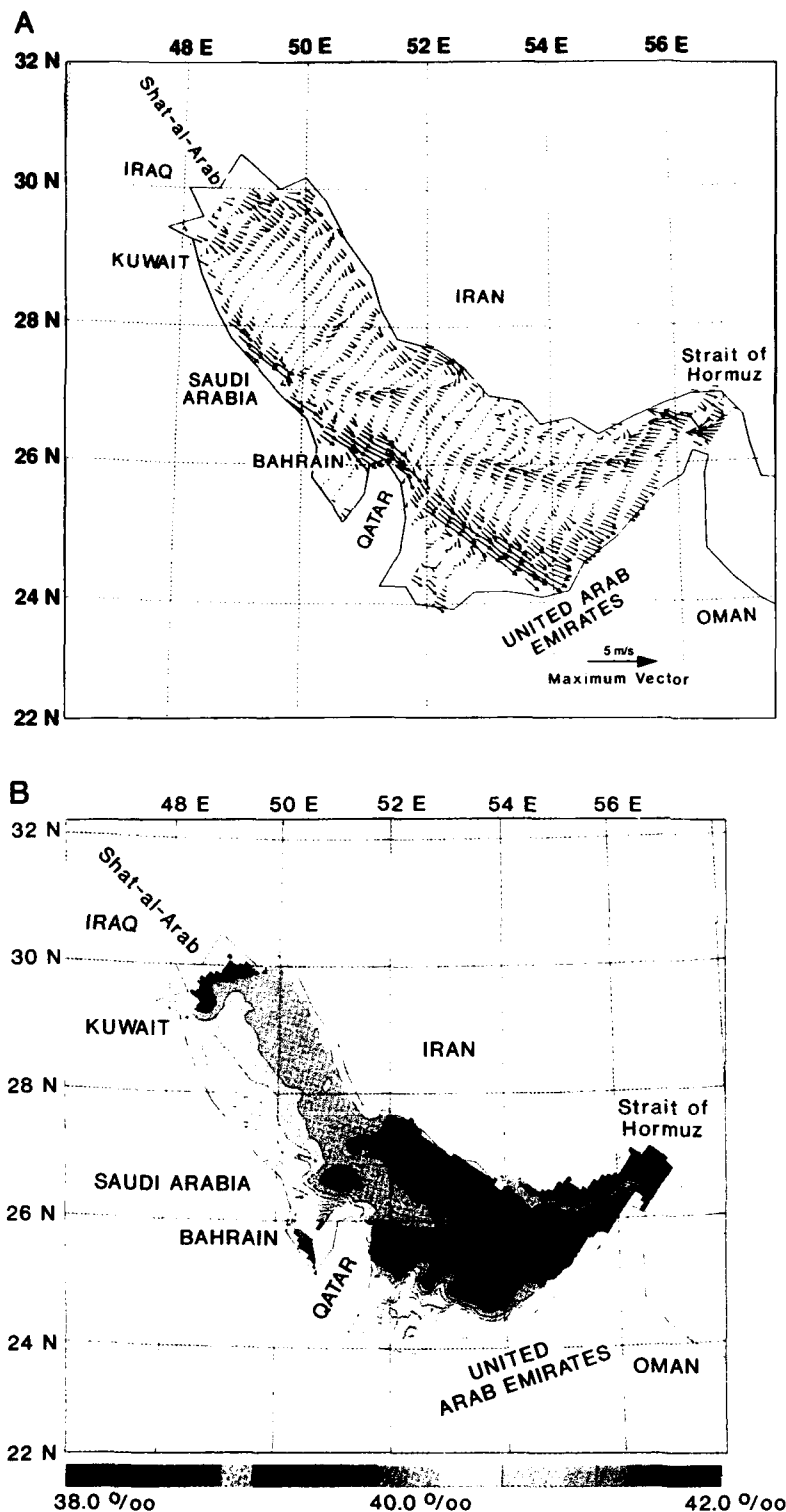 A
48 E 50 E 52 E 54 E 56 E
32 N
Shat-al-Arab
IRAQ
30 N
KUWAIT
IRAN
28 N
Strait of
Hormuz
SAUDI
ARABIA
BAHRAIN
26 N
QATAR
24 N
UNITED ARAB
EMIRATES
OMAN
5 m/s
Maximum Vector
22 N
B
48 E 50 E 52 E 54 E 56 E
32 N
Shat-al-Arab
IRAQ
30 N
KUWAIT
IRAN
28 N
Strait of
Hormuz
SAUDI ARABIA
26 N
BAHRAIN
QATAR
24 N
UNITED
ARAB EMIRATES
OMAN
22 N
38.0 o/oo 40.0 o/oo 42.0 o/oo